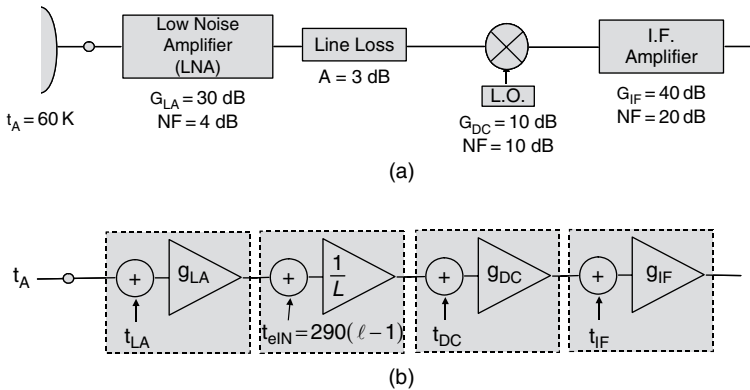 Low Noise
Amplifier
(LNA)
Line Loss
I.F.
Amplifier
L.O.
t_A = 60 K
G_LA = 30 dB
NF = 4 dB
A = 3 dB
G_DC = 10 dB
NF = 10 dB
G_IF = 40 dB
NF = 20 dB
(a)
t_A
+
g_LA
+
1/L
+
g_DC
+
g_IF
t_LA
t_eIN = 290(ℓ−1)
t_DC
t_IF
(b)